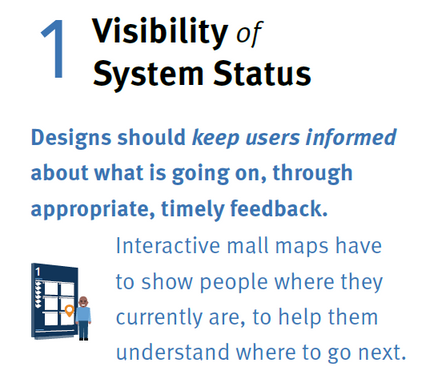 1
Visibility of
System Status
Designs should keep users informed
about what is going on, through
appropriate, timely feedback.
Interactive mall maps have
to show people where they
currently are, to help them
understand where to go next.
1